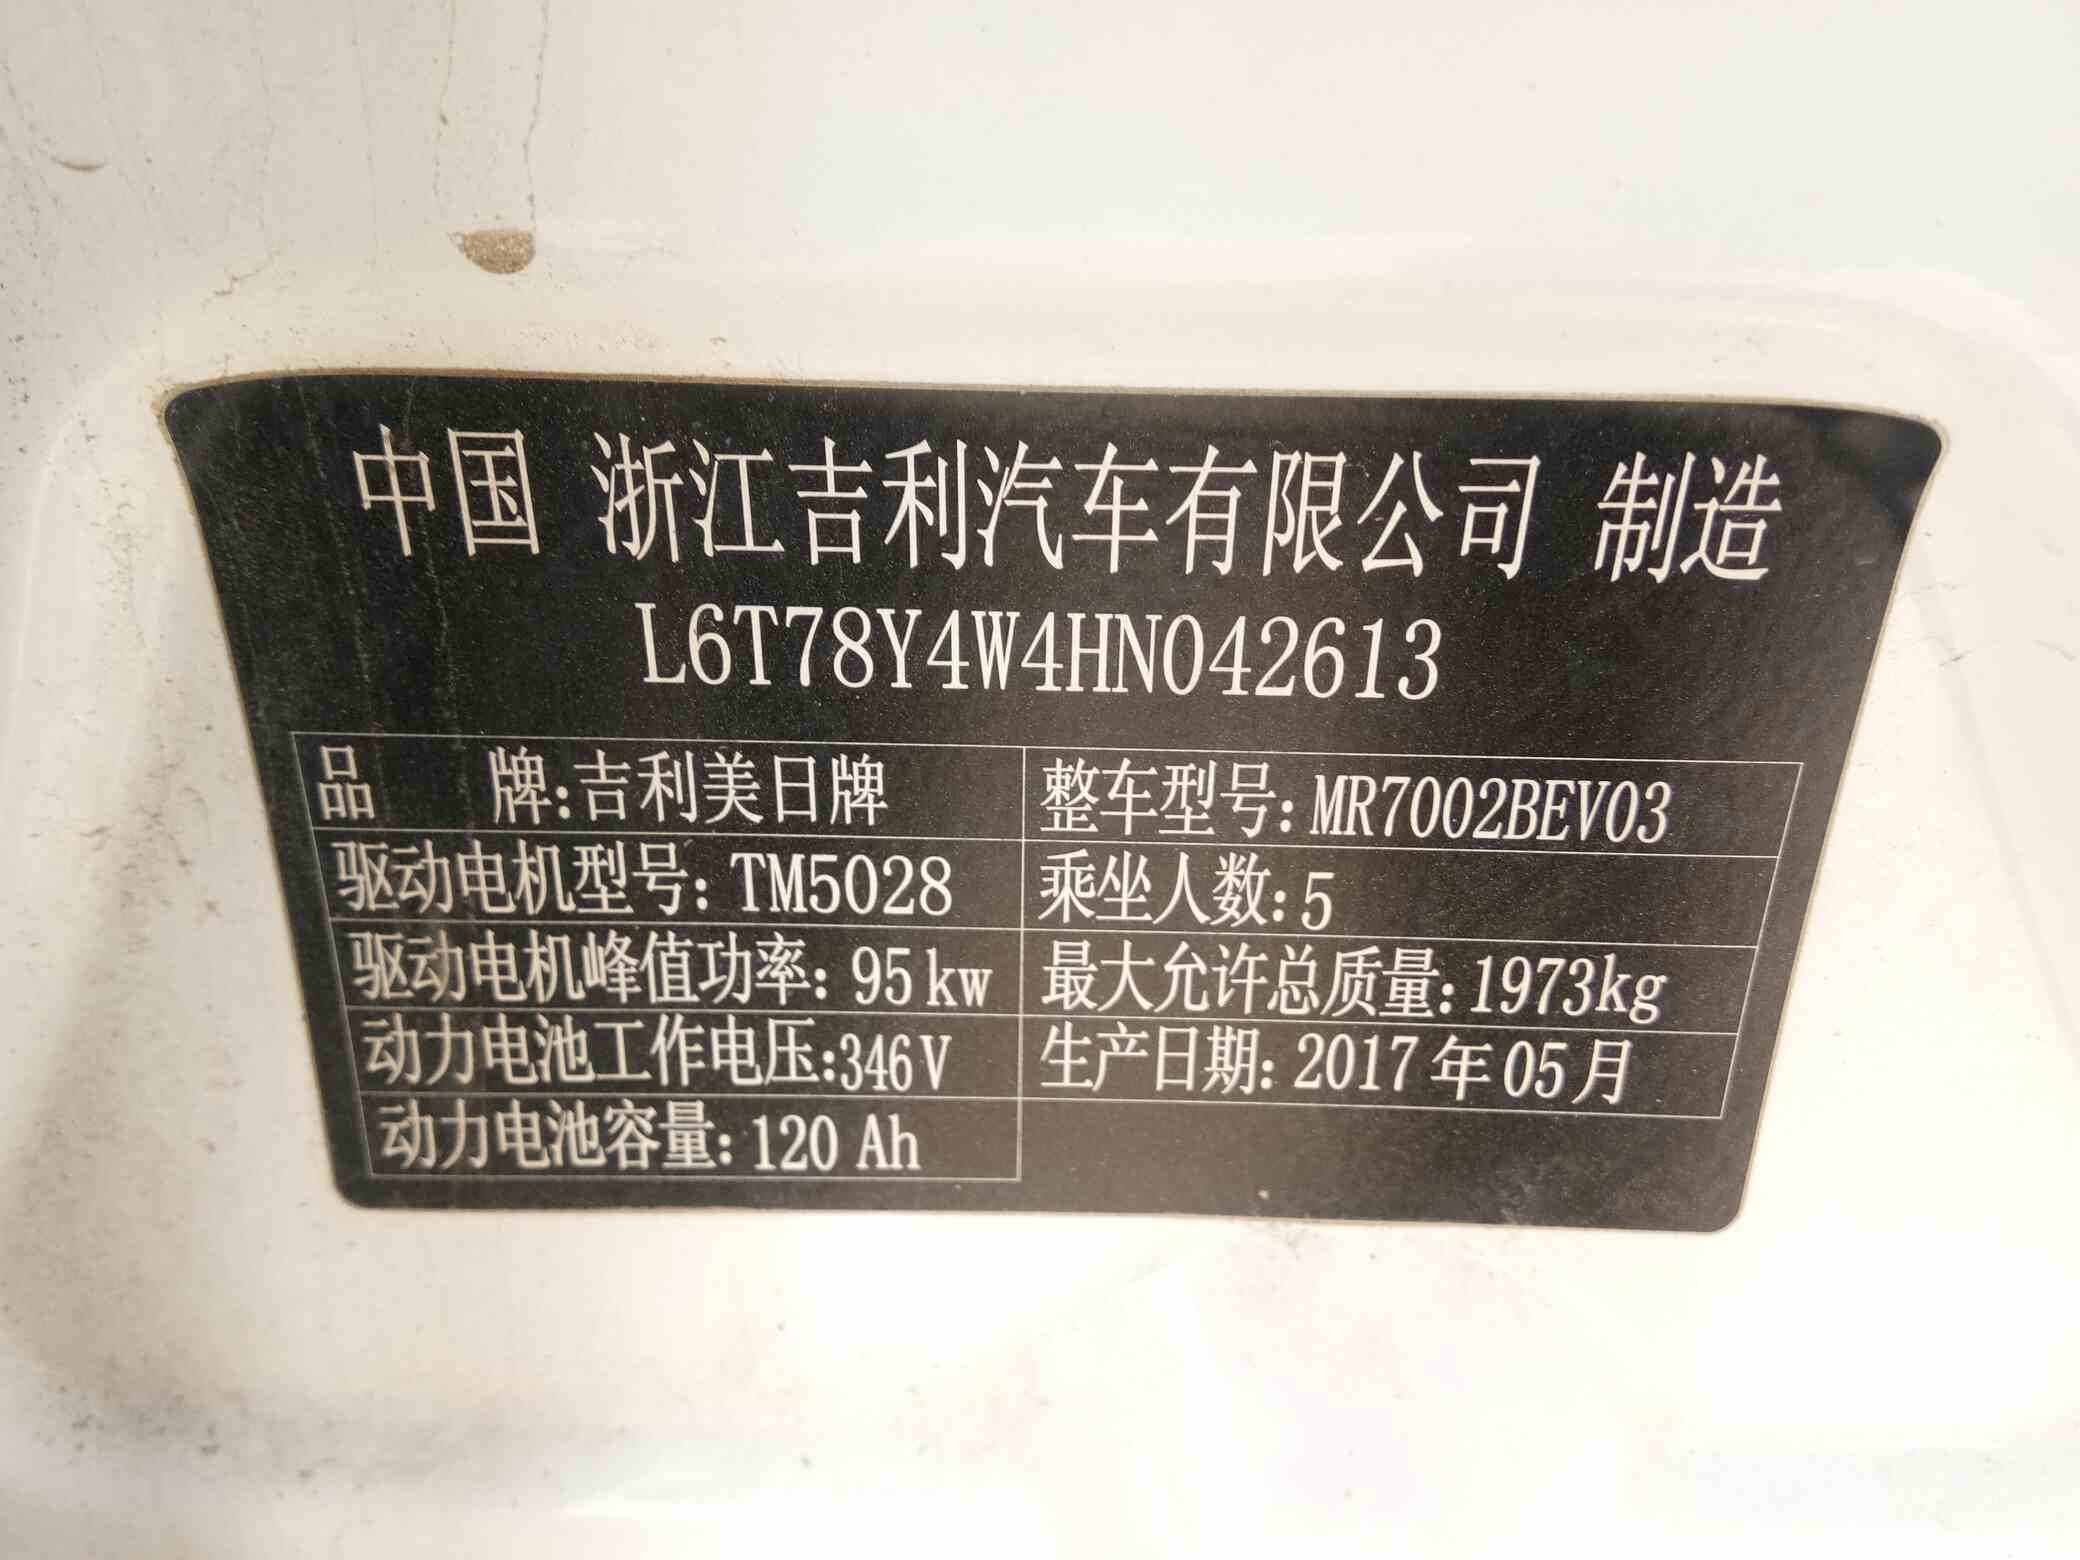 中国 浙江吉利汽车有限公司 制造
L6T78Y4W4HN042613
品 牌:吉利美日牌 整车型号:MR7002BEV03
驱动电机型号:TM5028 乘坐人数:5
驱动电机峰值功率:95kw 最大允许总质量:1973kg
动力电池工作电压:346V 生产日期:2017年05月
动力电池容量:120 Ah